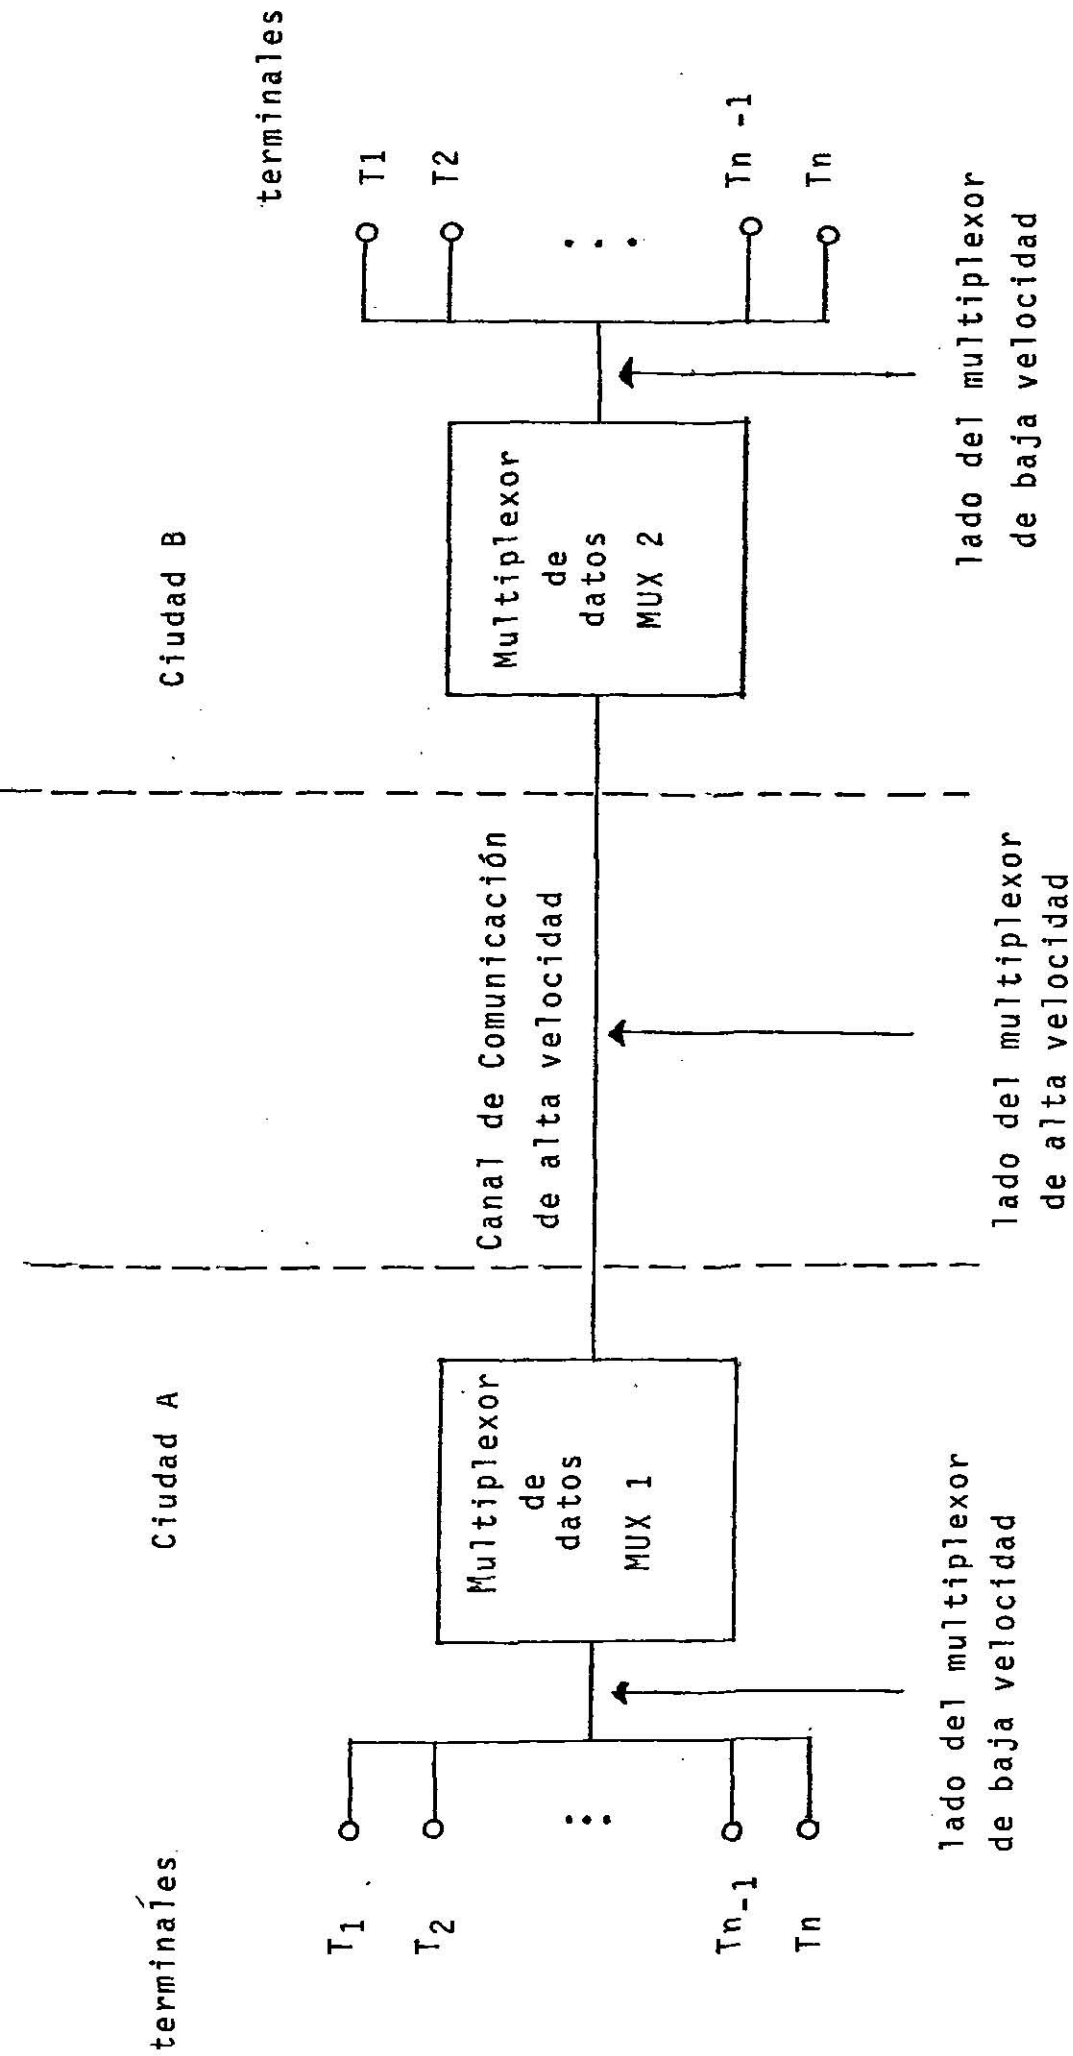 terminales
Ciudad A
Ciudad B
terminales
T1
T2
Tn-1
Tn
Multiplexor
de
datos
MUX 1
Canal de Comunicación
de alta velocidad
Multiplexor
de
datos
MUX 2
T1
T2
Tn -1
Tn
lado del multiplexor
de baja velocidad
lado del multiplexor
de alta velocidad
lado del multiplexor
de baja velocidad